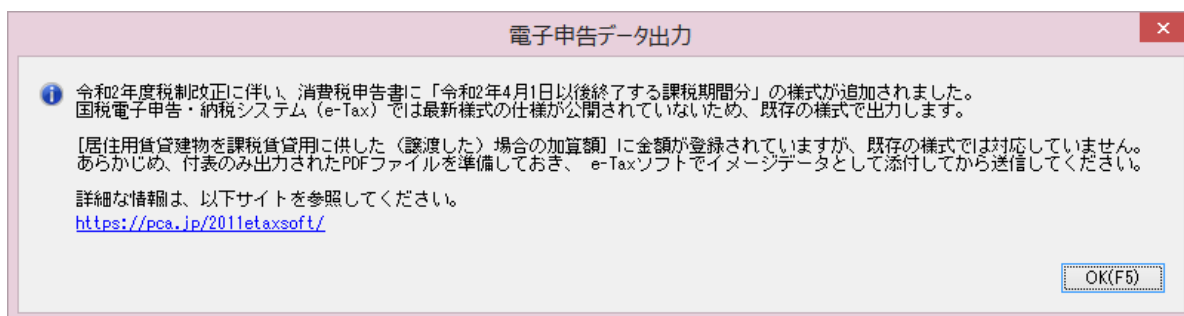 電子申告データ出力
令和2年度税制改正に伴い、消費税申告書に「令和2年4月1日以後終了する課税期間分」の様式が追加されました。
国税電子申告・納税システム（e-Tax）では最新様式の仕様が公開されていないため、既存の様式で出力します。
[居住用賃貸建物を課税賃貸用に供した（譲渡した）場合の加算額] に金額が登録されていますが、既存の様式では対応していません。
あらかじめ、付表のみ出力されたPDFファイルを準備しておき、 e-Taxソフトでイメージデータとして添付してから送信してください。
詳細な情報は、以下サイトを参照してください。
https://pca.jp/2011etaxsoft/
OK(F5)